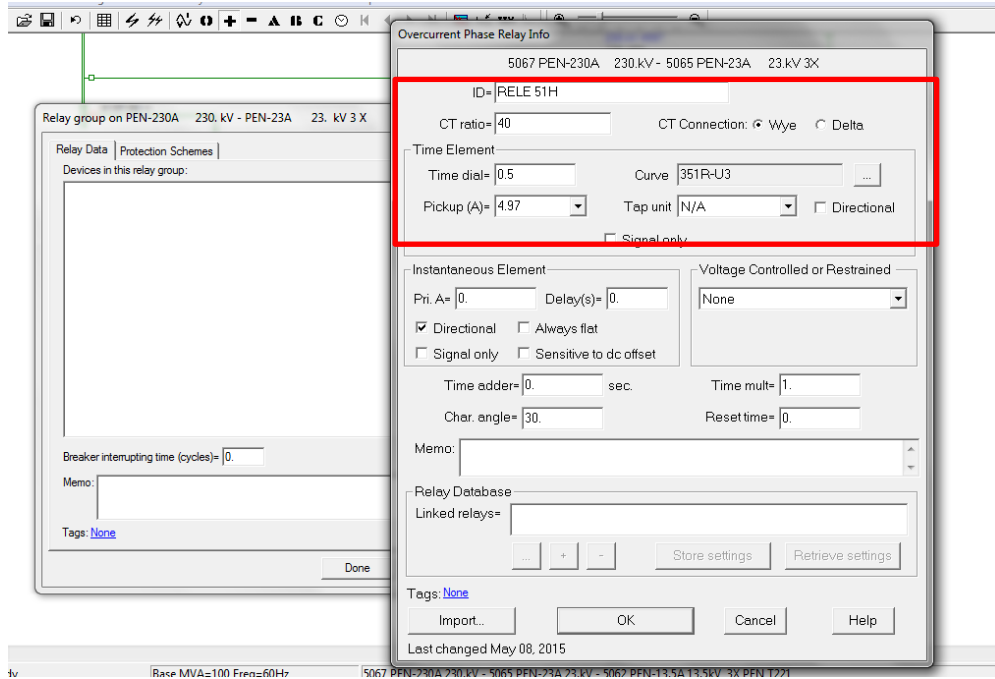 A B C
Overcurrent Phase Relay Info
5067 PEN-230A 230.kV - 5065 PEN-23A 23.kV 3X
ID= RELE 51H
CT ratio= 40 CT Connection: Wye Delta
Time Element
Time dial= 0.5 Curve 351R-U3 ...
Pickup (A)= 4.97 Tap unit N/A Directional
Signal only
Instantaneous Element
Pri. A= 0. Delay(s)= 0.
Directional Always flat
Signal only Sensitive to dc offset
Voltage Controlled or Restrained
None
Time adder= 0. sec. Time mult= 1.
Char. angle= 30. Reset time= 0.
Memo:
Relay Database
Linked relays=
... + - Store settings Retrieve settings
Tags: None
Import... OK Cancel Help
Last changed May 08, 2015
Relay group on PEN-230A 230. kV - PEN-23A 23. kV 3 X
Relay Data Protection Schemes
Devices in this relay group:
Breaker interrupting time (cycles)= 0.
Memo:
Tags: None
Done
Base MVA=100 Freq=60Hz 5067 PEN-230A 230.kV - 5065 PEN-23A 23.kV - 5062 PEN-13.5A 13.5kV 3X PEN T221